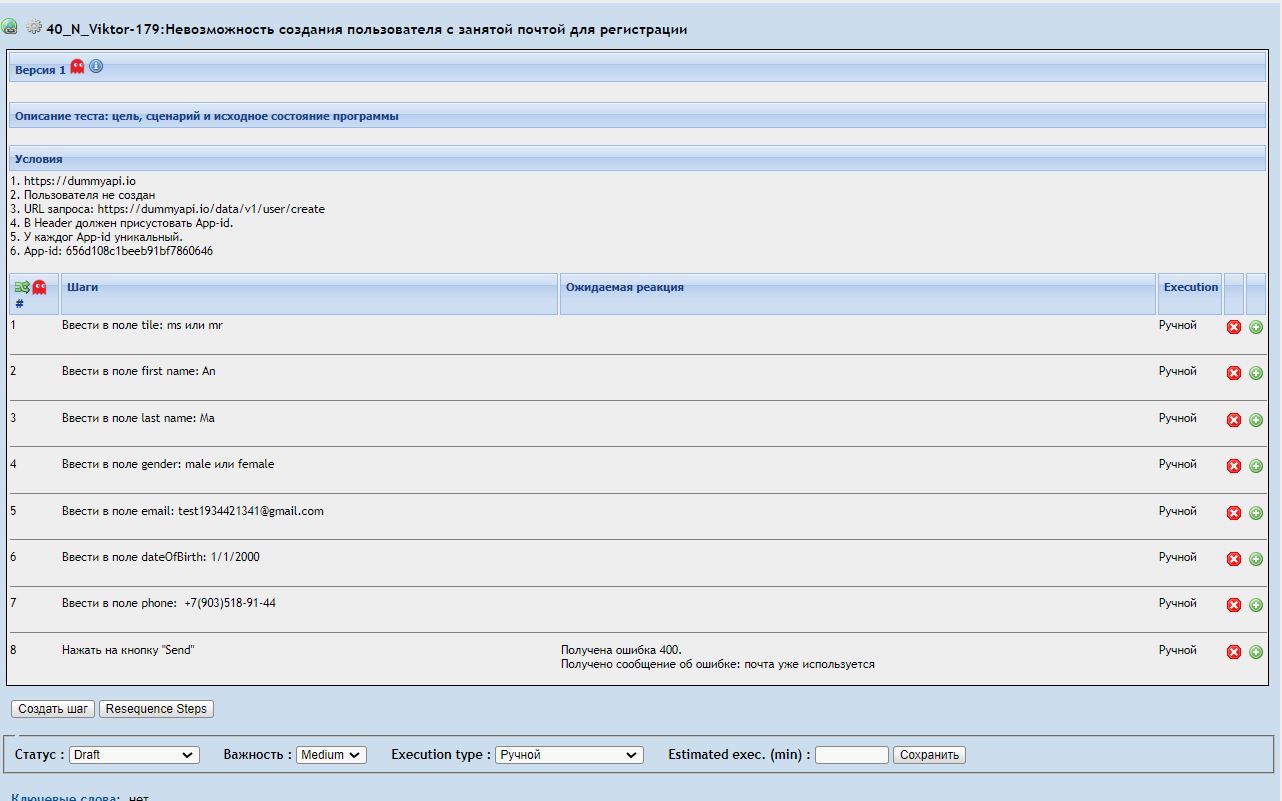 40_N_Viktor-179:Невозможность создания пользователя с занятой почтой для регистрации
Версия 1
Описание теста: цель, сценарий и исходное состояние программы
Условия
1. https://dummyapi.io
2. Пользователя не создан
3. URL запроса: https://dummyapi.io/data/v1/user/create
4. В Header должен присустовать App-id.
5. У каждог App-id уникальный.
6. App-id: 656d108c1beeb91bf7860646
# Шаги Ожидаемая реакция Execution
1 Ввести в поле tile: ms или mr Ручной
2 Ввести в поле first name: An Ручной
3 Ввести в поле last name: Ma Ручной
4 Ввести в поле gender: male или female Ручной
5 Ввести в поле email: test1934421341@gmail.com Ручной
6 Ввести в поле dateOfBirth: 1/1/2000 Ручной
7 Ввести в поле phone: +7(903)518-91-44 Ручной
8 Нажать на кнопку "Send" Получена ошибка 400. Ручной
Получено сообщение об ошибке: почта уже используется
Создать шаг Resequence Steps
Статус : Draft Важность : Medium Execution type : Ручной Estimated exec. (min) : Сохранить
Ключевые слова: нет